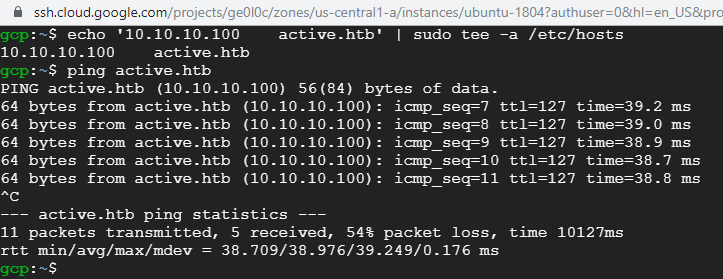 ssh.cloud.google.com/projects/ge0l0c/zones/us-central1-a/instances/ubuntu-1804?authuser=0&hl=en_US&pro
gcp:~$ echo '10.10.10.100    active.htb' | sudo tee -a /etc/hosts
10.10.10.100    active.htb
gcp:~$ ping active.htb
PING active.htb (10.10.10.100) 56(84) bytes of data.
64 bytes from active.htb (10.10.10.100): icmp_seq=7 ttl=127 time=39.2 ms
64 bytes from active.htb (10.10.10.100): icmp_seq=8 ttl=127 time=39.0 ms
64 bytes from active.htb (10.10.10.100): icmp_seq=9 ttl=127 time=38.9 ms
64 bytes from active.htb (10.10.10.100): icmp_seq=10 ttl=127 time=38.7 ms
64 bytes from active.htb (10.10.10.100): icmp_seq=11 ttl=127 time=38.8 ms
^C
--- active.htb ping statistics ---
11 packets transmitted, 5 received, 54% packet loss, time 10127ms
rtt min/avg/max/mdev = 38.709/38.976/39.249/0.176 ms
gcp:~$